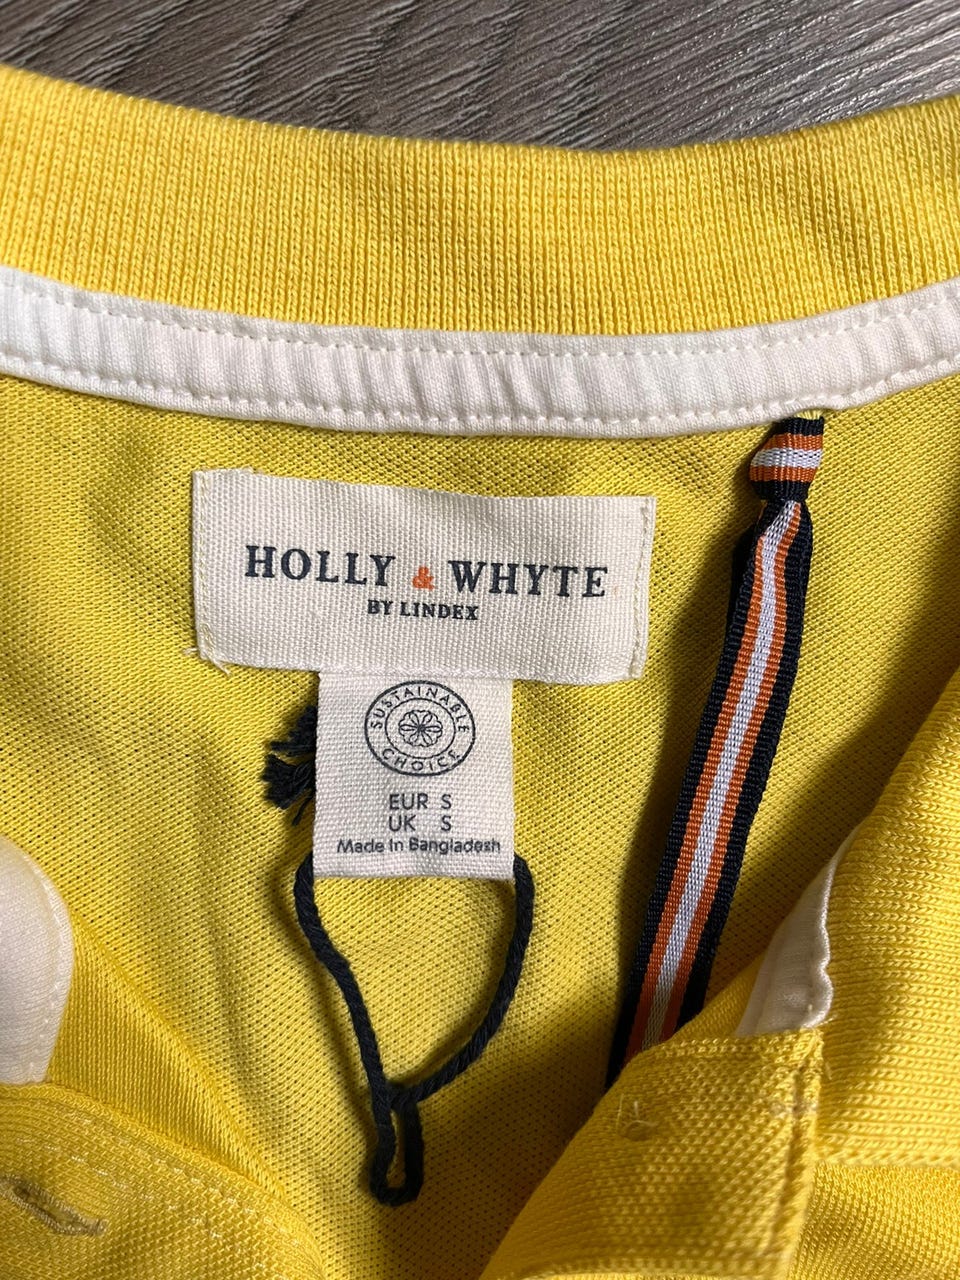 HOLLY & WHYTE
BY LINDEX
SUSTAINABLE
CHOICE
EUR S
UK S
Made In Bangladesh